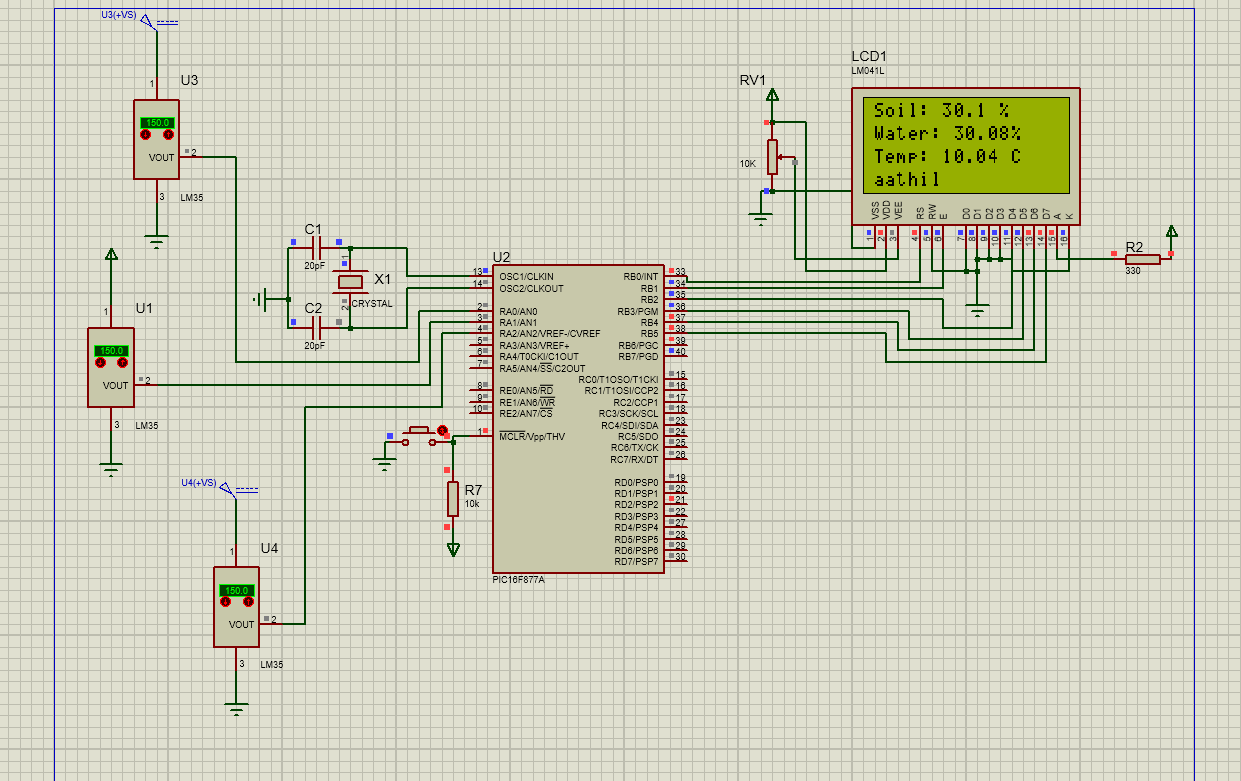 U3(+VS)
1
U3
150.0
VOUT
2
3
LM35
1
U1
150.0
VOUT
2
3
LM35
U4(+VS)
1
U4
150.0
VOUT
2
3
LM35
C1
20pF
C2
20pF
1
X1
2
CRYSTAL
R7
10k
U2
13 OSC1/CLKIN
14 OSC2/CLKOUT
2 RA0/AN0
3 RA1/AN1
4 RA2/AN2/VREF-/CVREF
5 RA3/AN3/VREF+
6 RA4/T0CKI/C1OUT
7 RA5/AN4/SS/C2OUT
8 RE0/AN5/RD
9 RE1/AN6/WR
10 RE2/AN7/CS
1 MCLR/Vpp/THV
RB0/INT 33
RB1 34
RB2 35
RB3/PGM 36
RB4 37
RB5 38
RB6/PGC 39
RB7/PGD 40
RC0/T1OSO/T1CKI 15
RC1/T1OSI/CCP2 16
RC2/CCP1 17
RC3/SCK/SCL 18
RC4/SDI/SDA 23
RC5/SDO 24
RC6/TX/CK 25
RC7/RX/DT 26
RD0/PSP0 19
RD1/PSP1 20
RD2/PSP2 21
RD3/PSP3 22
RD4/PSP4 27
RD5/PSP5 28
RD6/PSP6 29
RD7/PSP7 30
PIC16F877A
RV1
10K
LCD1
LM041L
Soil: 30.1 %
Water: 30.08%
Temp: 10.04 C
aathil
VSS VDD VEE RS RW E D0 D1 D2 D3 D4 D5 D6 D7 A K
1 2 3 4 5 6 7 8 9 10 11 12 13 14 15 16
R2
330